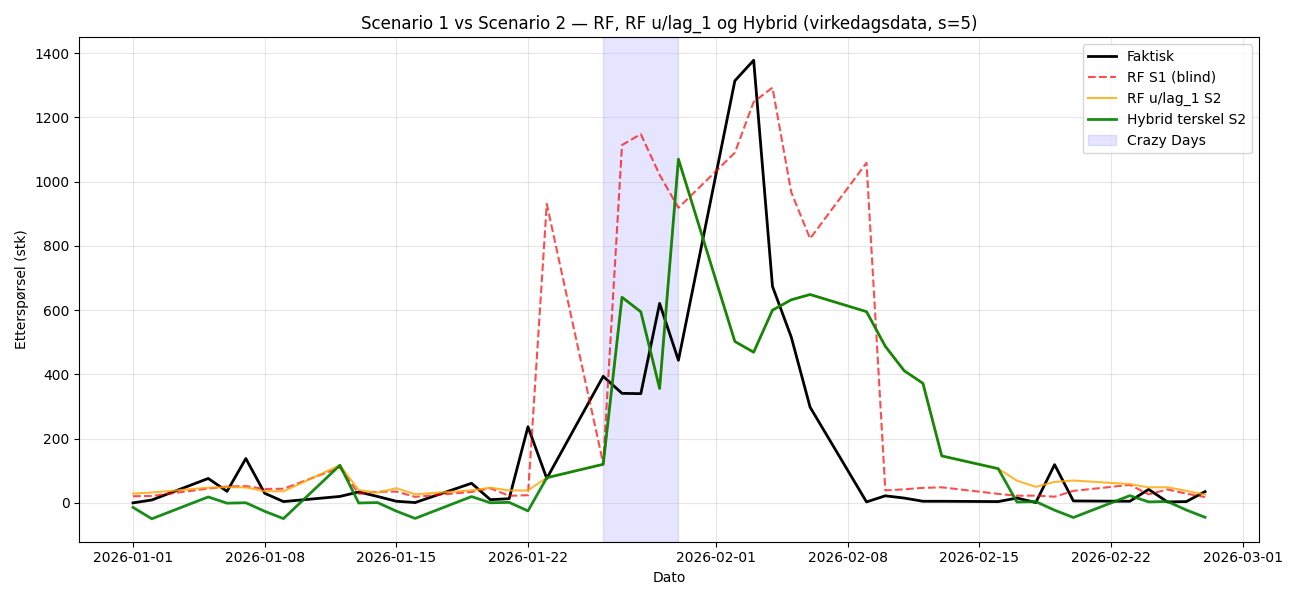 Scenario 1 vs Scenario 2 — RF, RF u/lag_1 og Hybrid (virkedagsdata, s=5)
Faktisk
RF S1 (blind)
RF u/lag_1 S2
Hybrid terskel S2
Crazy Days
Etterspørsel (stk)
1400
1200
1000
800
600
400
200
0
2026-01-01
2026-01-08
2026-01-15
2026-01-22
2026-02-01
2026-02-08
2026-02-15
2026-02-22
2026-03-01
Dato